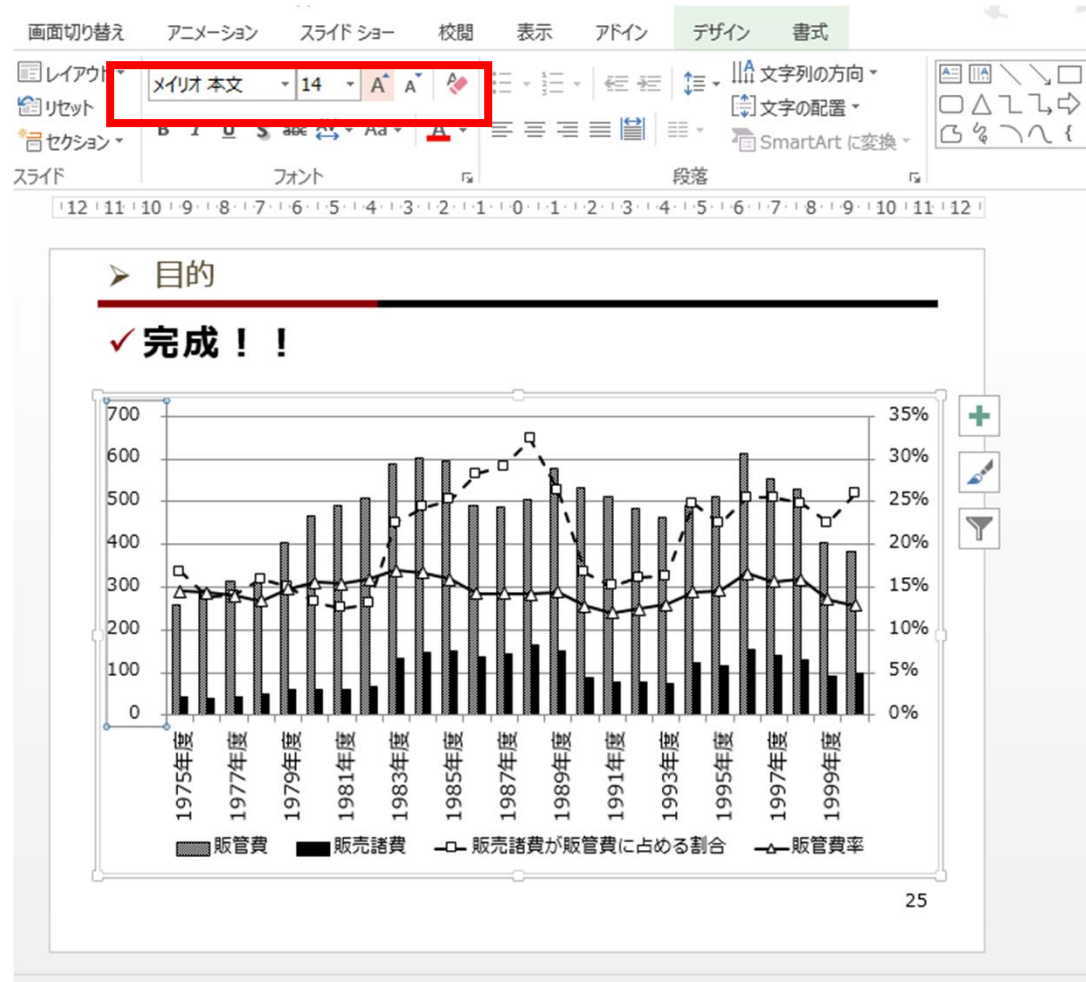 画面切り替え アニメーション スライド ショー 校閲 表示 アドイン デザイン 書式
レイアウト メイリオ 本文 14 A A 文字列の方向
リセット 文字の配置
セクション B I U S abc AV Aa A SmartArt に変換
スライド フォント 段落
12 11 10 9 8 7 6 5 4 3 2 1 0 1 2 3 4 5 6 7 8 9 10 11 12
目的
完成！！
700 35%
600 30%
500 25%
400 20%
300 15%
200 10%
100 5%
0 0%
1975年度 1977年度 1979年度 1981年度 1983年度 1985年度 1987年度 1989年度 1991年度 1993年度 1995年度 1997年度 1999年度
販管費 販売諸費 販売諸費が販管費に占める割合 販管費率
25